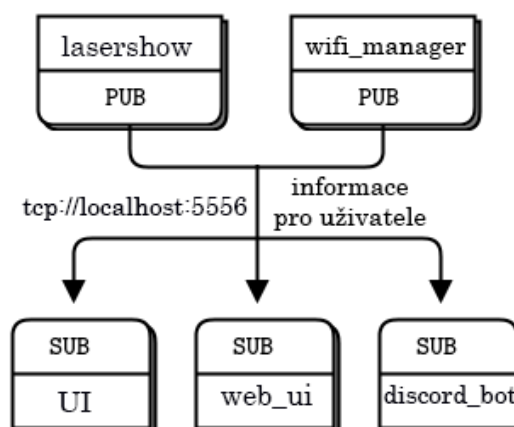 lasershow
wifi_manager
PUB
PUB
tcp://localhost:5556
informace
pro uživatele
SUB
SUB
SUB
UI
web_ui
discord_bot